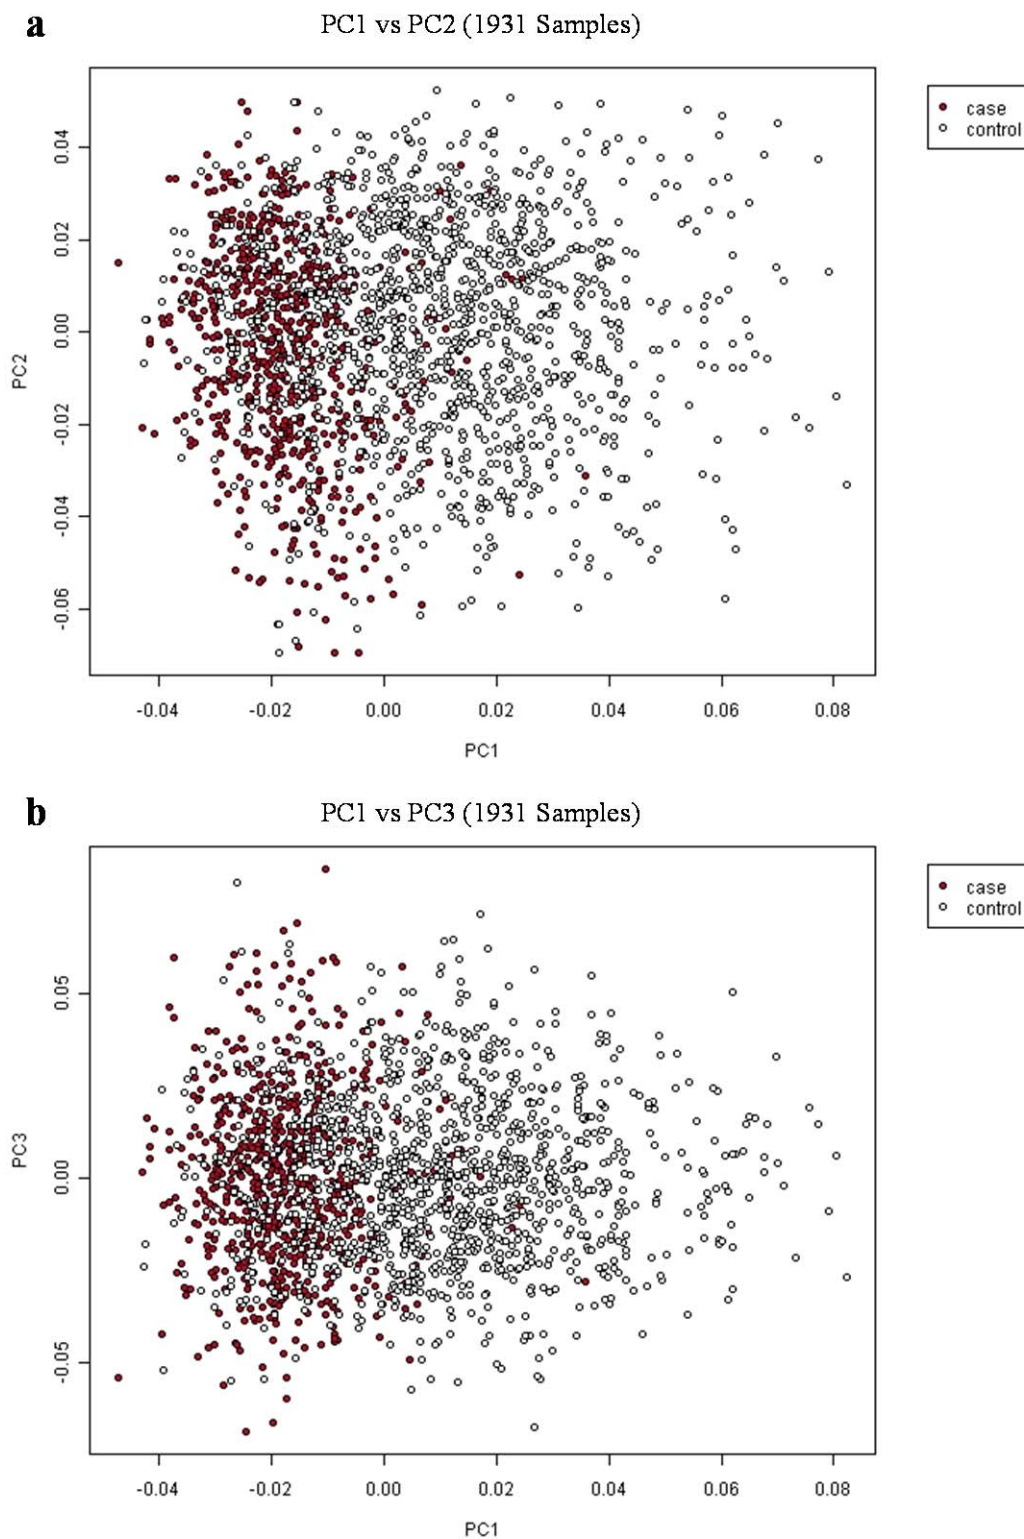 a
PC1 vs PC2 (1931 Samples)
case
control
0.04
0.02
0.00
-0.02
-0.04
-0.06
PC2
-0.04 -0.02 0.00 0.02 0.04 0.06 0.08
PC1
b
PC1 vs PC3 (1931 Samples)
case
control
0.05
0.00
-0.05
PC3
-0.04 -0.02 0.00 0.02 0.04 0.06 0.08
PC1